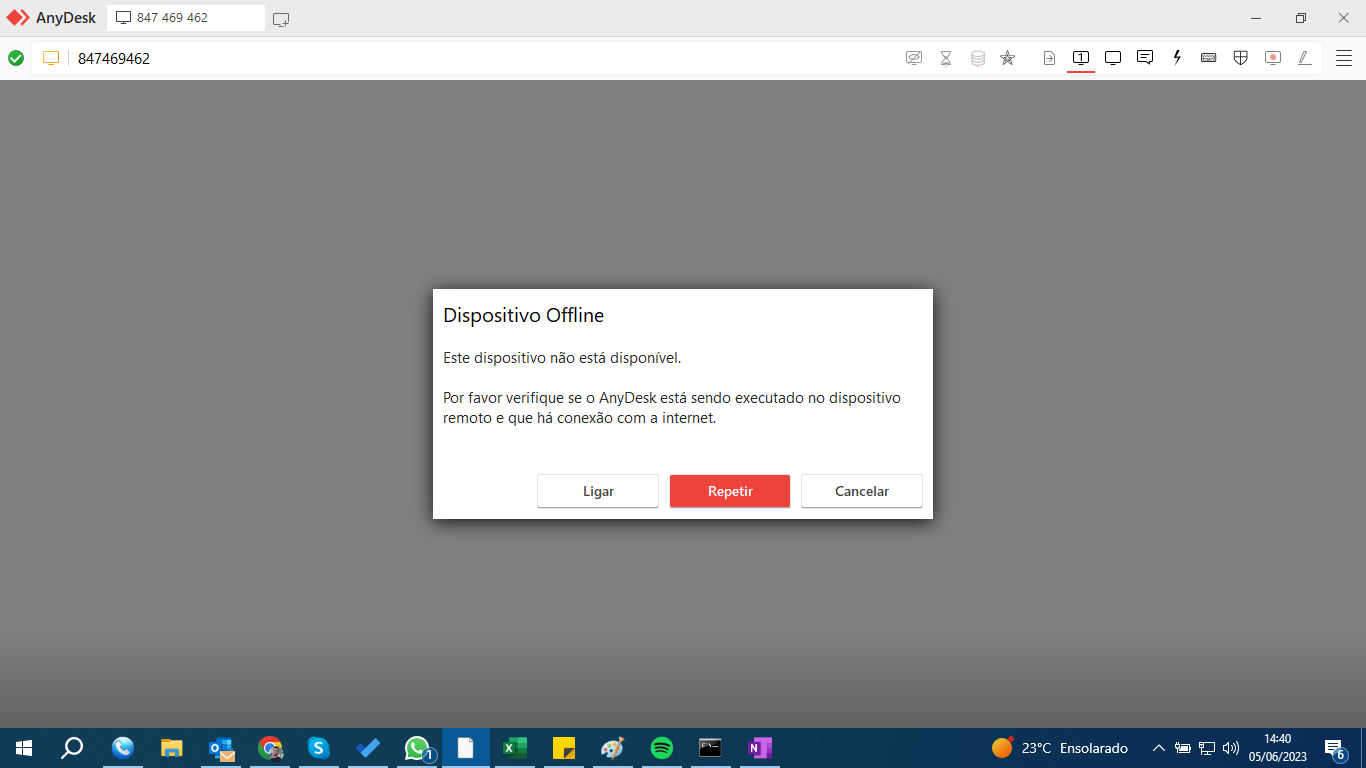 AnyDesk
847 469 462
847469462
1
Dispositivo Offline
Este dispositivo não está disponível.
Por favor verifique se o AnyDesk está sendo executado no dispositivo
remoto e que há conexão com a internet.
Ligar
Repetir
Cancelar
1
23°C Ensolarado
14:40
05/06/2023
6